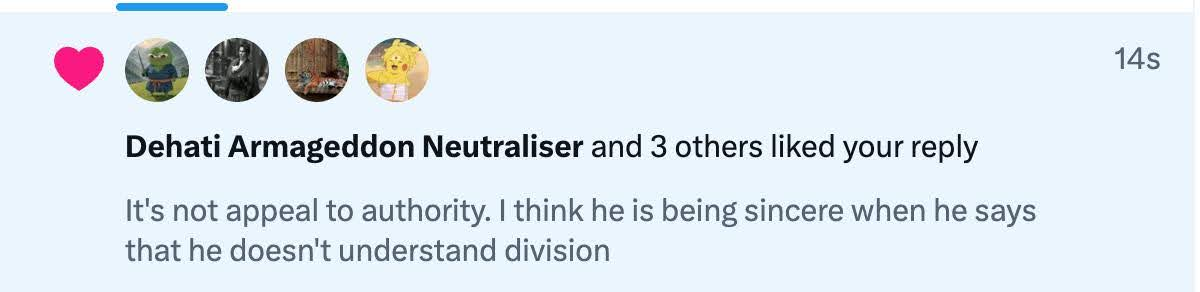 14s
Dehati Armageddon Neutraliser and 3 others liked your reply
It's not appeal to authority. I think he is being sincere when he says
that he doesn't understand division